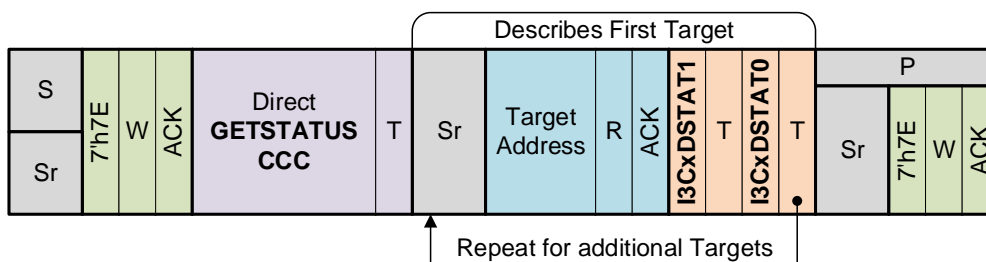 Describes First Target
S
Sr
7'h7E
W
ACK
Direct
GETSTATUS
CCC
T
Sr
Target
Address
R
ACK
I3CxDSTAT1
T
I3CxDSTAT0
T
P
Sr
7'h7E
W
ACK
Repeat for additional Targets